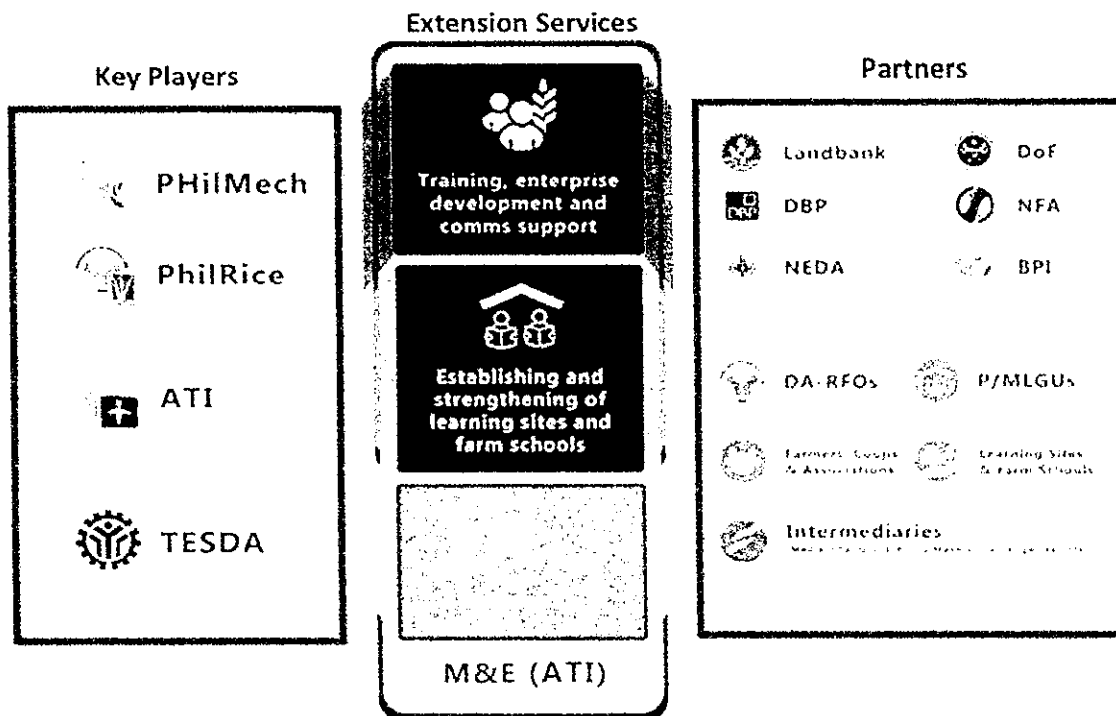 Extension Services
Key Players
Partners
PHilMech
PhilRice
ATI
TESDA
Training, enterprise
development and
comms support
Establishing and
strengthening of
learning sites and
farm schools
M&E (ATI)
Landbank
DoF
DBP
DBP
NFA
NEDA
BPI
DA-RFOs
P/MLGUs
Farmers' Coops
& Associations
Learning Sites
& Farm Schools
Intermediaries